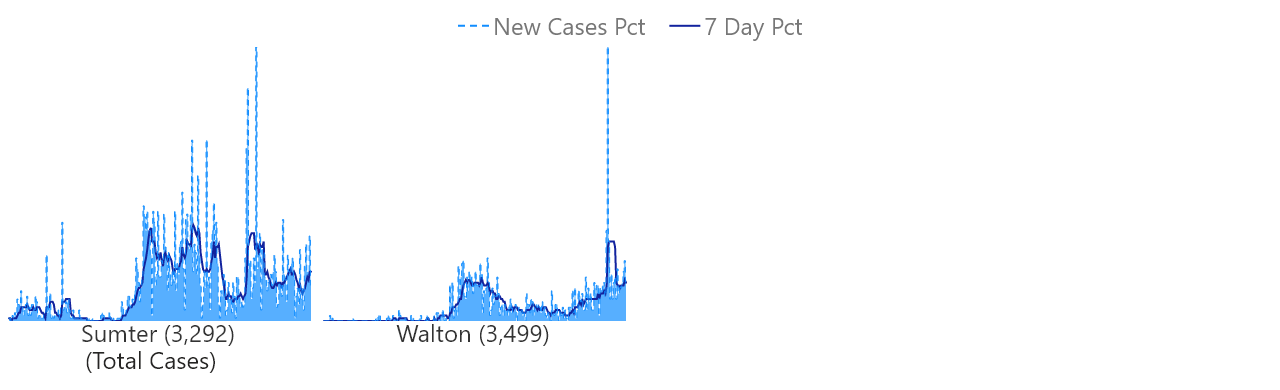 New Cases Pct 7 Day Pct
Sumter (3,292) Walton (3,499)
(Total Cases)